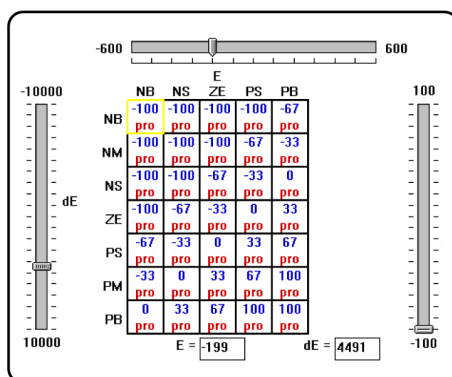 -600 600
E
-10000 100
NB NS ZE PS PB
NB -100 -100 -100 -100 -67
pro pro pro pro pro
NM -100 -100 -100 -67 -33
pro pro pro pro pro
NS -100 -100 -67 -33 0
pro pro pro pro pro
dE
ZE -100 -67 -33 0 33
pro pro pro pro pro
PS -67 -33 0 33 67
pro pro pro pro pro
PM -33 0 33 67 100
pro pro pro pro pro
PB 0 33 67 100 100
pro pro pro pro pro
10000 -100
E = -199 dE = 4491